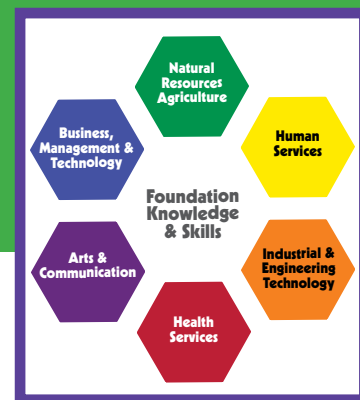 Natural
Resources
Agriculture
Business,
Management &
Technology
Human
Services
Foundation
Knowledge
& Skills
Arts &
Communication
Industrial &
Engineering
Technology
Health
Services